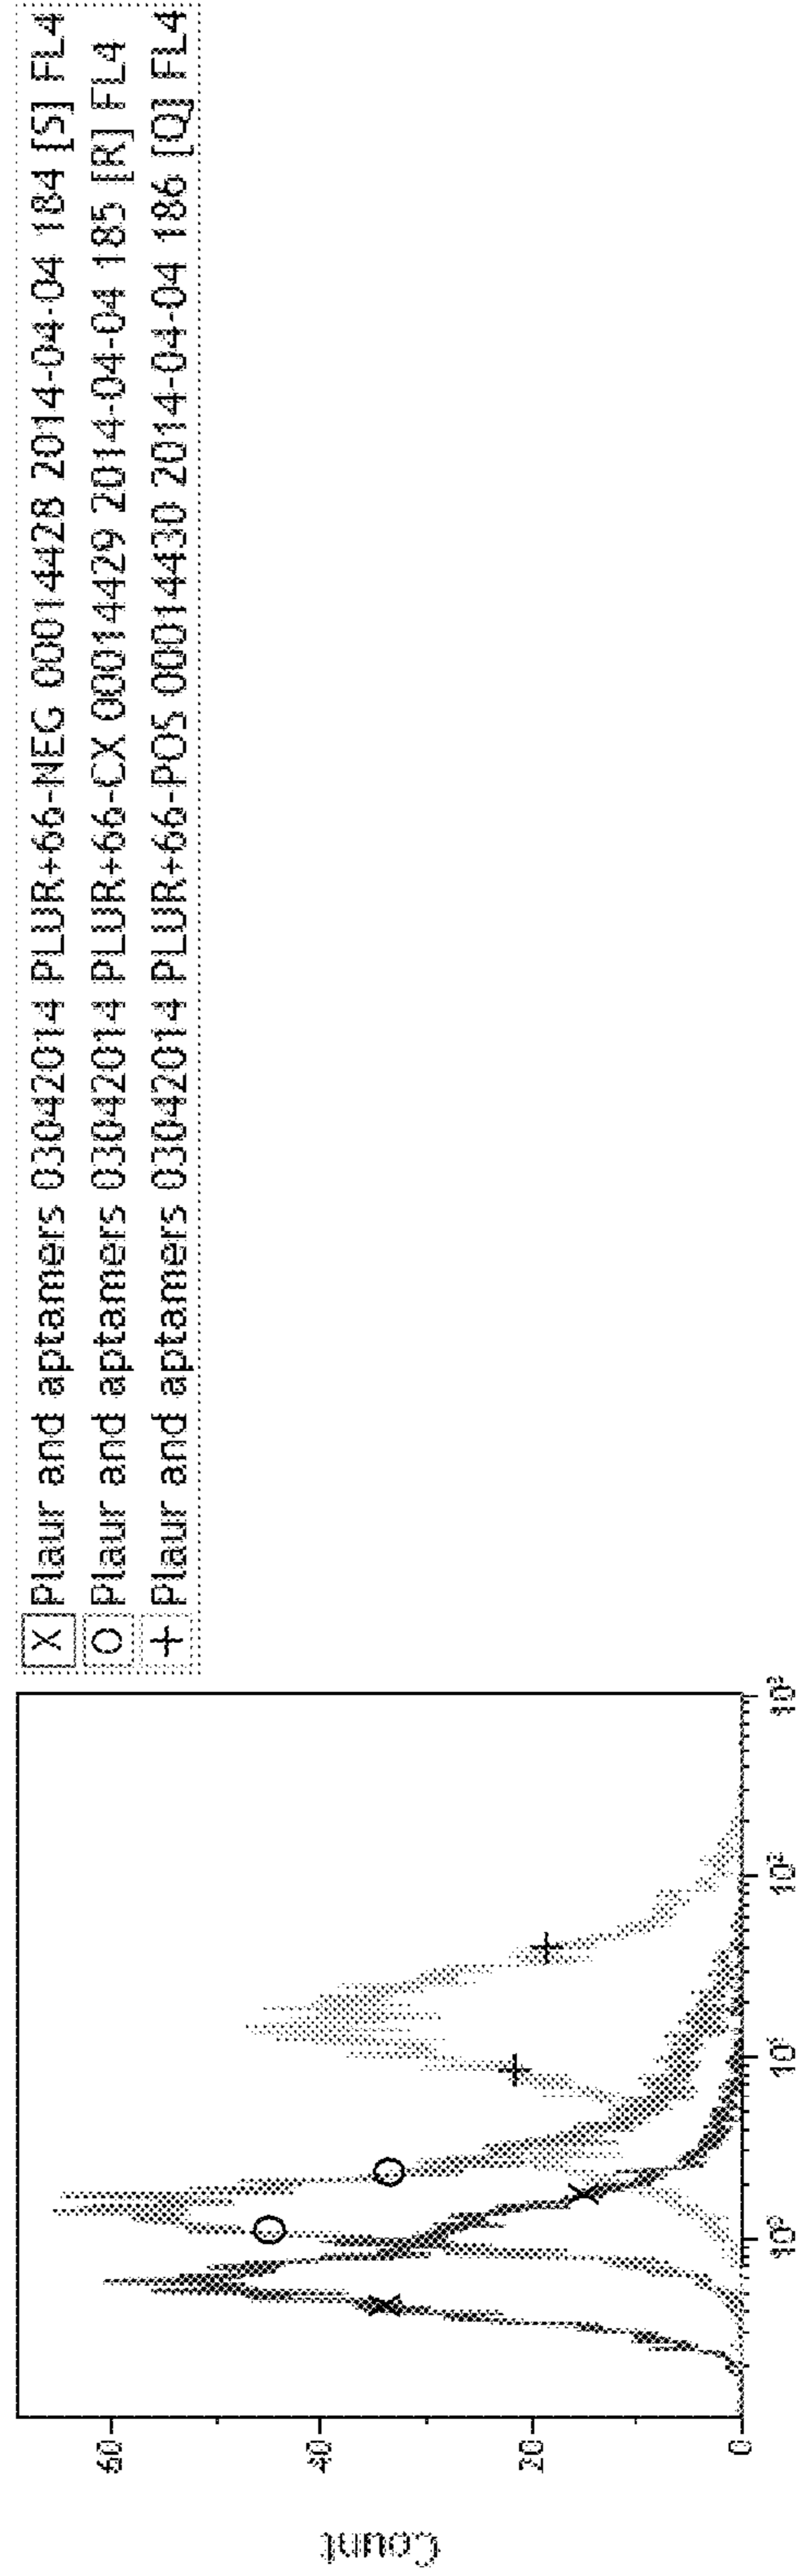 X Plaur and aptamers 03042014 PLUR+66-NEG 00014428 2014-04-04 184 [S] FL4
O Plaur and aptamers 03042014 PLUR+66-CX 00014429 2014-04-04 185 [R] FL4
+ Plaur and aptamers 03042014 PLUR+66-POS 00014430 2014-04-04 186 [Q] FL4
Count
60
40
20
0
10⁰
10¹
10²
10³